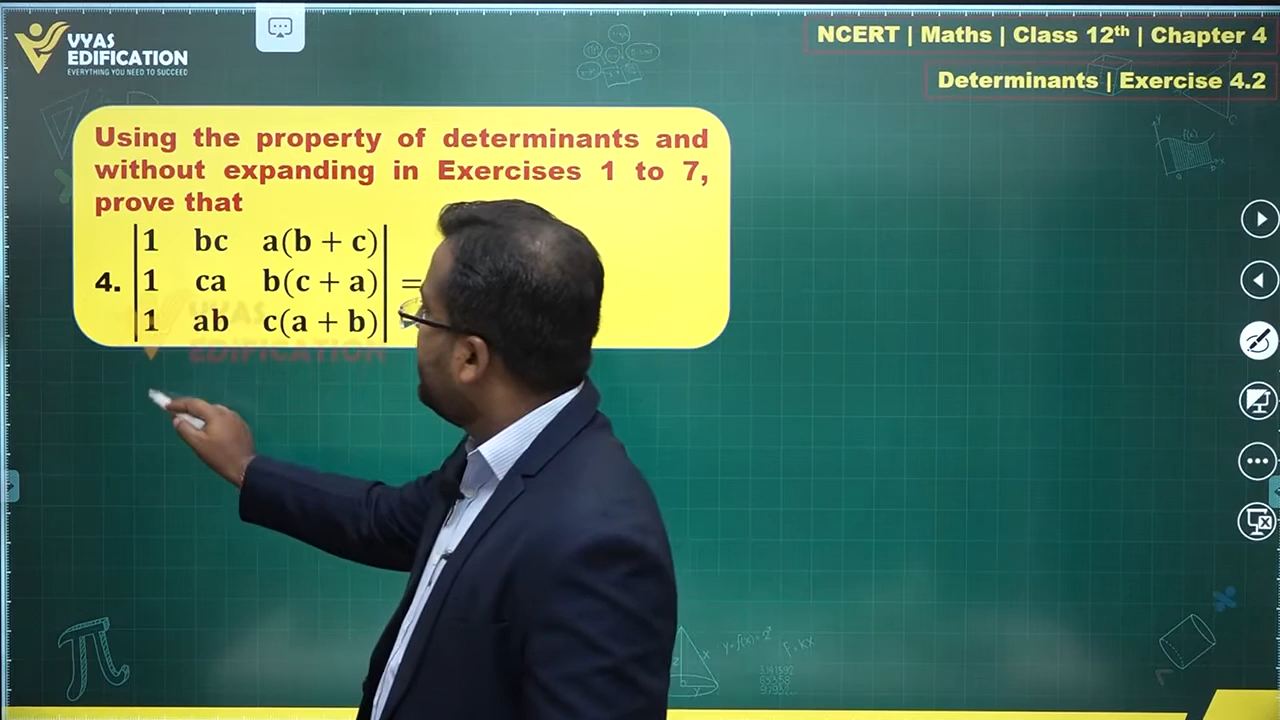 VYAS
EDIFICATION
EVERYTHING YOU NEED TO SUCCEED
NCERT | Maths | Class 12th | Chapter 4
Determinants | Exercise 4.2
Using the property of determinants and
without expanding in Exercises 1 to 7,
prove that
1 bc a(b + c)
4. 1 ca b(c + a) =
1 ab c(a + b)
EDIFICATION